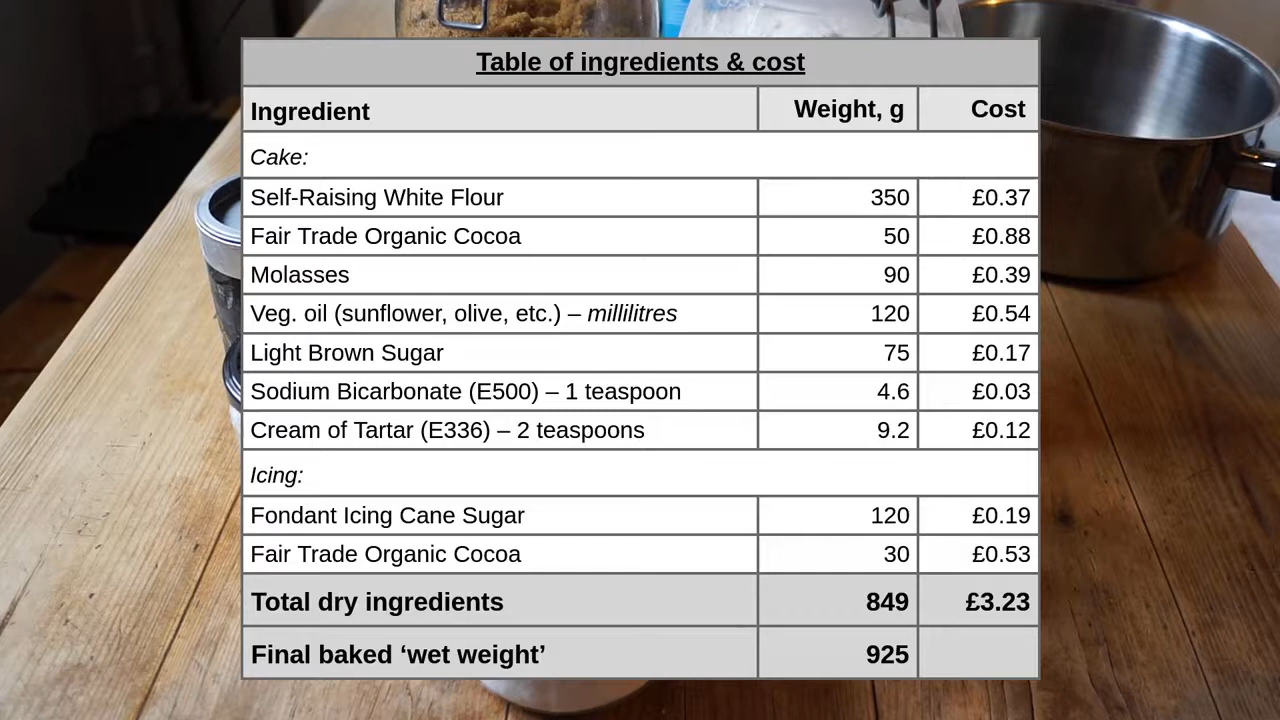 Table of ingredients & cost
Ingredient Weight, g Cost
Cake:
Self-Raising White Flour 350 £0.37
Fair Trade Organic Cocoa 50 £0.88
Molasses 90 £0.39
Veg. oil (sunflower, olive, etc.) – millilitres 120 £0.54
Light Brown Sugar 75 £0.17
Sodium Bicarbonate (E500) – 1 teaspoon 4.6 £0.03
Cream of Tartar (E336) – 2 teaspoons 9.2 £0.12
Icing:
Fondant Icing Cane Sugar 120 £0.19
Fair Trade Organic Cocoa 30 £0.53
Total dry ingredients 849 £3.23
Final baked ‘wet weight’ 925